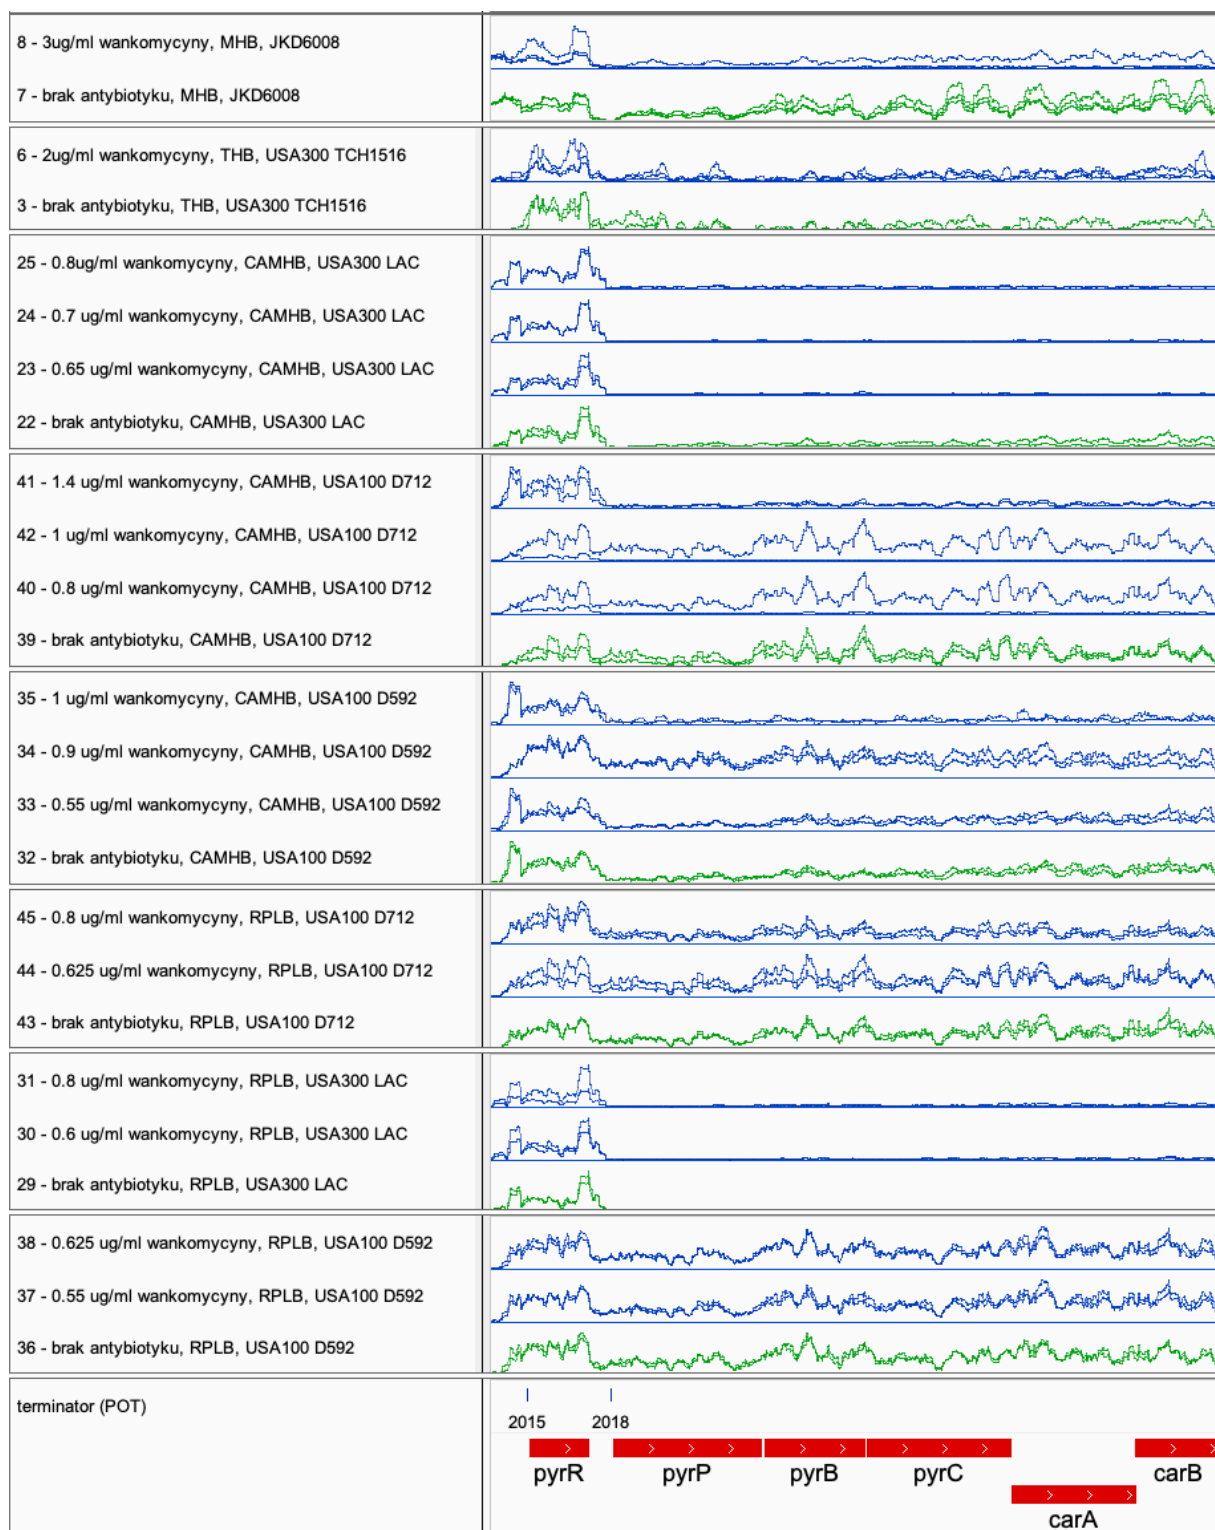 8 - 3ug/ml wankomycyny, MHB, JKD6008
7 - brak antybiotyku, MHB, JKD6008
6 - 2ug/ml wankomycyny, THB, USA300 TCH1516
3 - brak antybiotyku, THB, USA300 TCH1516
25 - 0.8ug/ml wankomycyny, CAMHB, USA300 LAC
24 - 0.7 ug/ml wankomycyny, CAMHB, USA300 LAC
23 - 0.65 ug/ml wankomycyny, CAMHB, USA300 LAC
22 - brak antybiotyku, CAMHB, USA300 LAC
41 - 1.4 ug/ml wankomycyny, CAMHB, USA100 D712
42 - 1 ug/ml wankomycyny, CAMHB, USA100 D712
40 - 0.8 ug/ml wankomycyny, CAMHB, USA100 D712
39 - brak antybiotyku, CAMHB, USA100 D712
35 - 1 ug/ml wankomycyny, CAMHB, USA100 D592
34 - 0.9 ug/ml wankomycyny, CAMHB, USA100 D592
33 - 0.55 ug/ml wankomycyny, CAMHB, USA100 D592
32 - brak antybiotyku, CAMHB, USA100 D592
45 - 0.8 ug/ml wankomycyny, RPLB, USA100 D712
44 - 0.625 ug/ml wankomycyny, RPLB, USA100 D712
43 - brak antybiotyku, RPLB, USA100 D712
31 - 0.8 ug/ml wankomycyny, RPLB, USA300 LAC
30 - 0.6 ug/ml wankomycyny, RPLB, USA300 LAC
29 - brak antybiotyku, RPLB, USA300 LAC
38 - 0.625 ug/ml wankomycyny, RPLB, USA100 D592
37 - 0.55 ug/ml wankomycyny, RPLB, USA100 D592
36 - brak antybiotyku, RPLB, USA100 D592
terminator (POT)
2015 2018
pyrR pyrP pyrB pyrC carB
carA